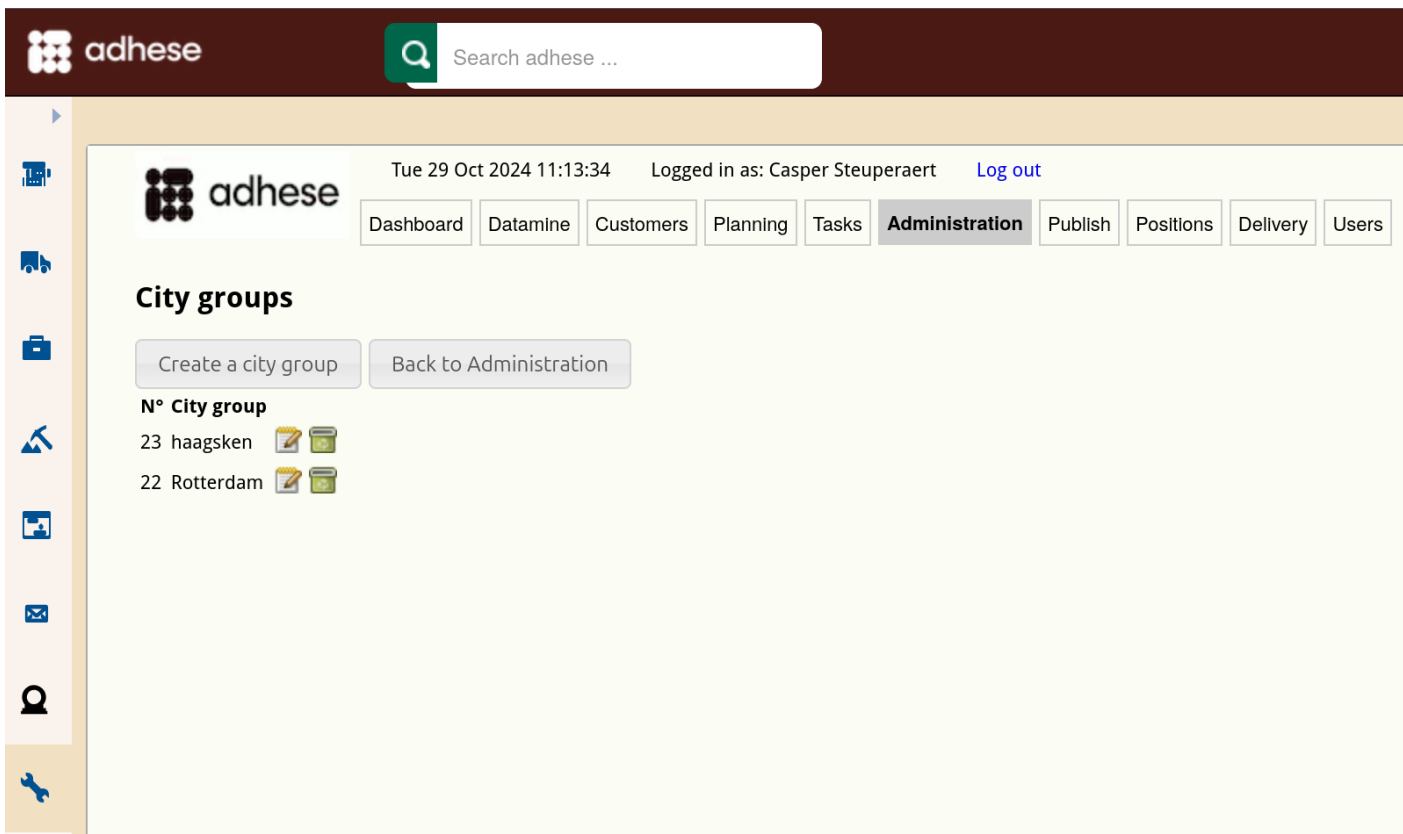 adhese
Search adhese ...
adhese
Tue 29 Oct 2024 11:13:34 Logged in as: Casper Steuperaert Log out
Dashboard Datamine Customers Planning Tasks Administration Publish Positions Delivery Users
City groups
Create a city group Back to Administration
N° City group
23 haagsken
22 Rotterdam